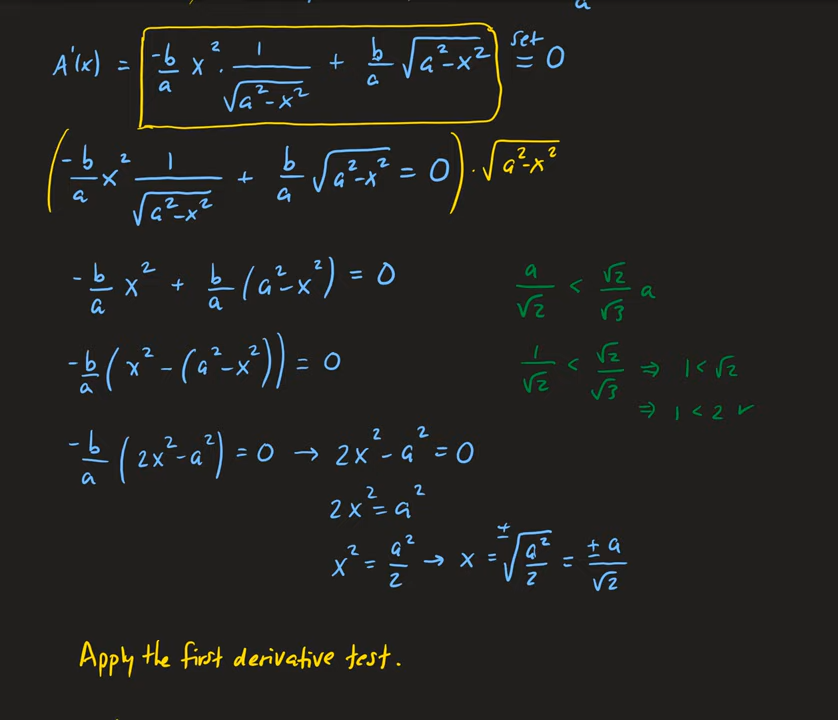 a
A'(x) = -b/a x² · 1/√(a²-x²) + b/a √(a²-x²) set = 0
(-b/a x² 1/√(a²-x²) + b/a √(a²-x²) = 0) · √(a²-x²)
-b/a x² + b/a (a²-x²) = 0
a/√2 < √2/√3 a
-b/a (x² - (a²-x²)) = 0
1/√2 < √2/√3 ⇒ 1 < √2
⇒ 1 < 2 ✓
-b/a (2x²-a²) = 0 → 2x² - a² = 0
2x² = a²
x² = a²/2 → x = ±√(a²/2) = ±a/√2
Apply the first derivative test.